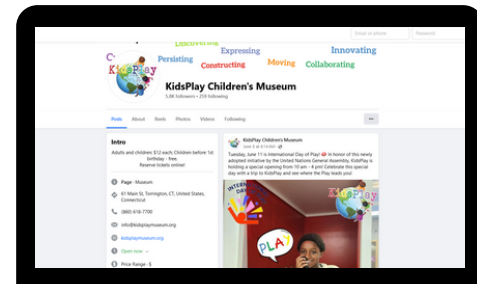 Email or phone
Password
Discovering
Expressing
Innovating
Persisting
Constructing
Moving
Collaborating
KidsPlay
KidsPlay Children's Museum
5.8K followers • 259 following
Posts
About
Reels
Photos
Videos
Following
Intro
Adults and children: $12 each; Children before 1st
birthday - free.
Reserve tickets online!
Page · Museum
61 Main St, Torrington, CT, United States,
Connecticut
(860) 618-7700
info@kidsplaymuseum.org
kidsplaymuseum.org
Open now
Price Range · $
KidsPlay Children's Museum
Tuesday, June 11 is International Day of Play! In honor of this newly
adopted initiative by the United Nations General Assembly, KidsPlay is
holding a special opening from 10 am - 4 pm! Celebrate this special
day with a trip to KidsPlay and see where the Play leads you!
KidsPlay
PLAY